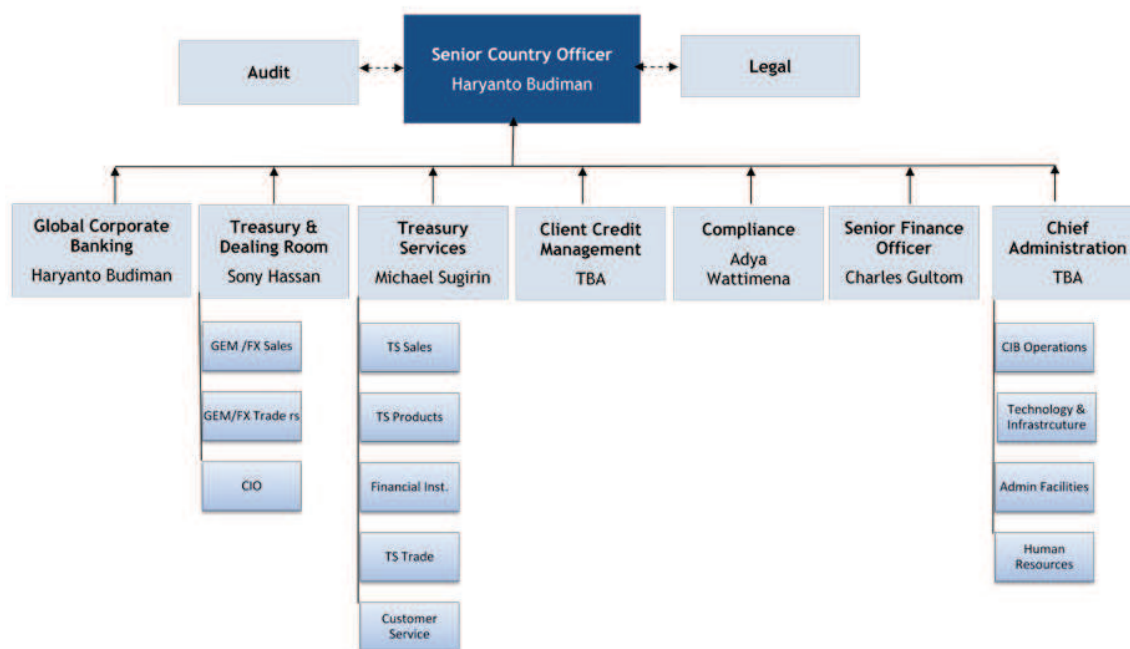 Senior Country Officer
Haryanto Budiman
Audit
Legal
Global Corporate
Banking
Haryanto Budiman
Treasury &
Dealing Room
Sony Hassan
Treasury
Services
Michael Sugirin
Client Credit
Management
TBA
Compliance
Adya
Wattimena
Senior Finance
Officer
Charles Gultom
Chief
Administration
TBA
GEM /FX Sales
GEM/FX Trade rs
CIO
TS Sales
TS Products
Financial Inst.
TS Trade
Customer
Service
CIB Operations
Technology &
Infrastrcuture
Admin Facilities
Human
Resources